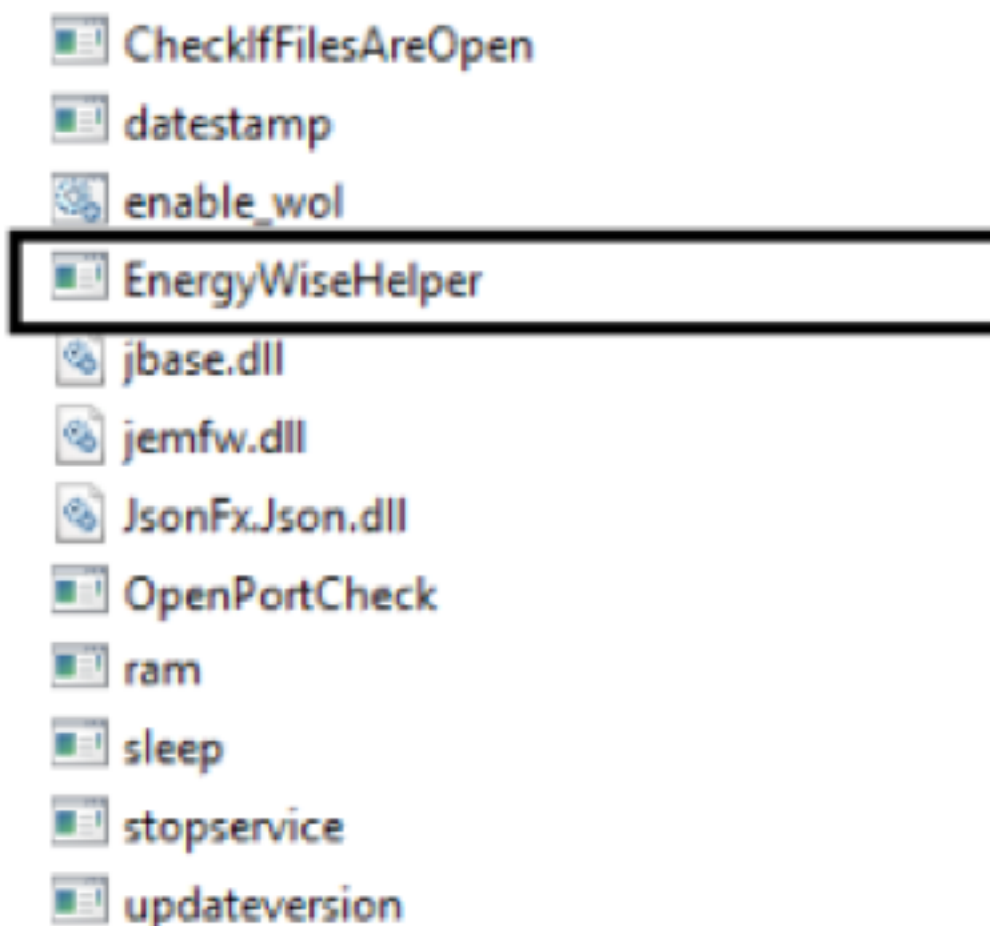 CheckIfFilesAreOpen
datestamp
enable_wol
EnergyWiseHelper
jbase.dll
jemfw.dll
JsonFx.Json.dll
OpenPortCheck
ram
sleep
stopservice
updateversion